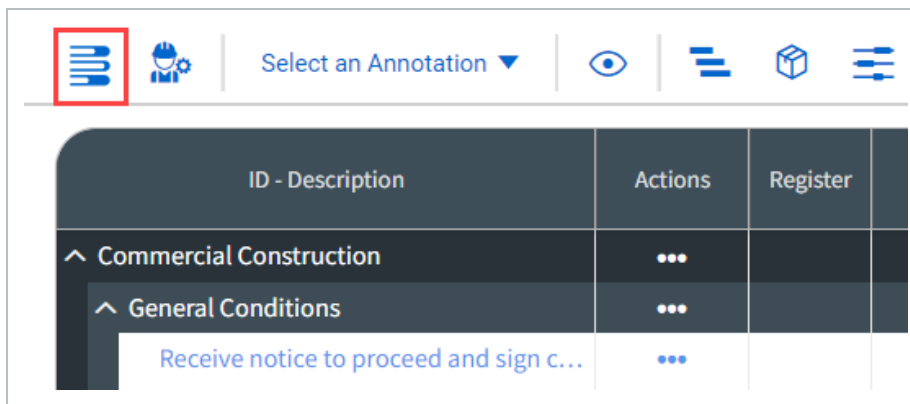 Select an Annotation
ID - Description Actions Register
Commercial Construction •••
General Conditions •••
Receive notice to proceed and sign c... •••